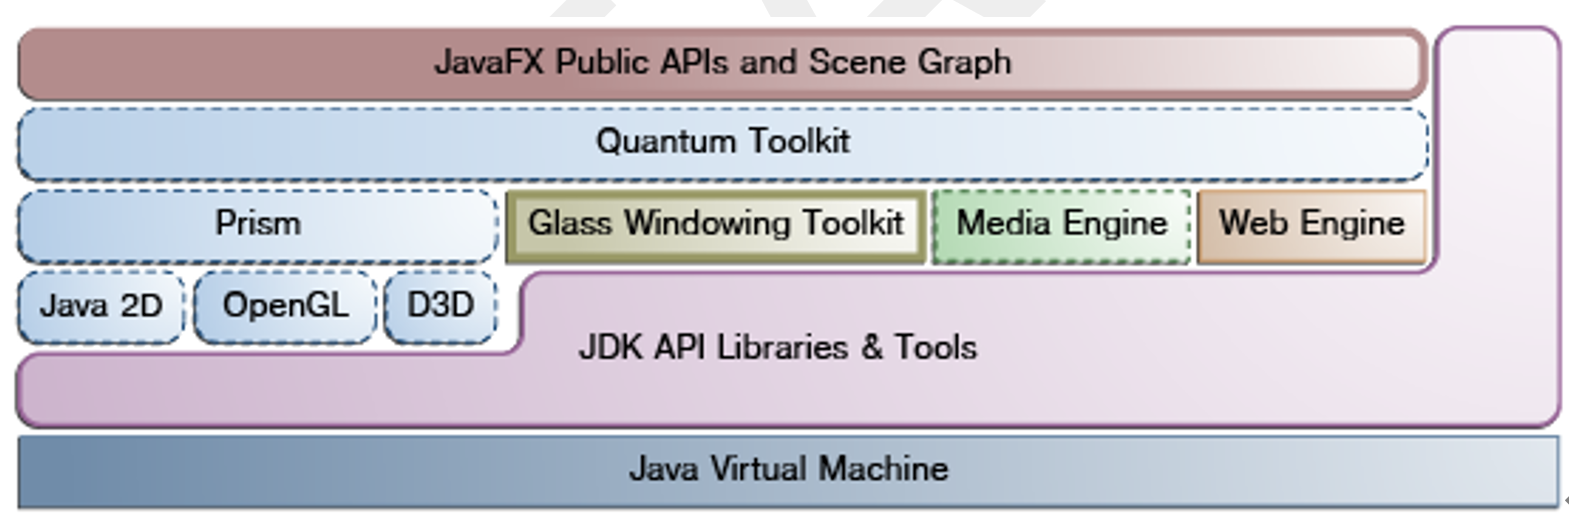 JavaFX Public APIs and Scene Graph
Quantum Toolkit
Prism
Glass Windowing Toolkit
Media Engine
Web Engine
Java 2D
OpenGL
D3D
JDK API Libraries & Tools
Java Virtual Machine